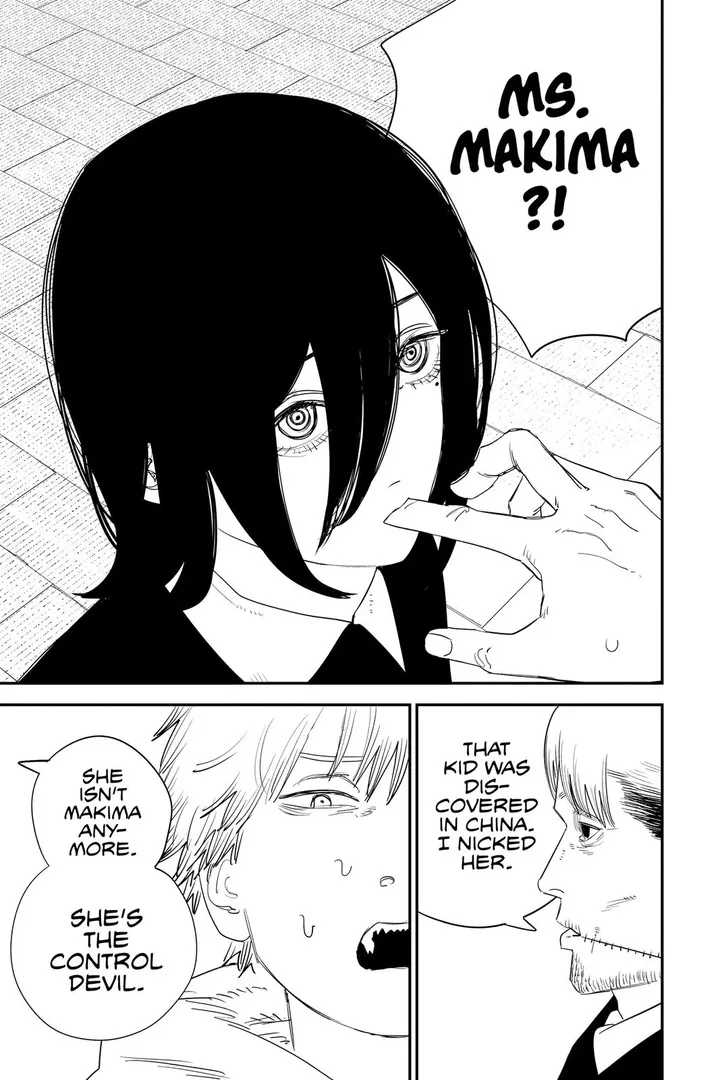 MS.
MAKIMA
?!
THAT
KID WAS
DIS-
COVERED
IN CHINA.
I NICKED
HER.
SHE
ISN'T
MAKIMA
ANY-
MORE.
SHE'S
THE
CONTROL
DEVIL.